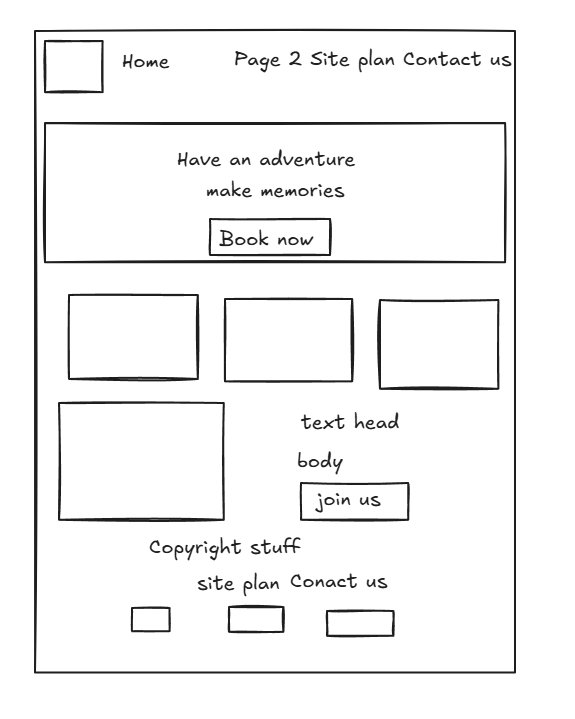 Home Page 2 Site plan Contact us
Have an adventure
make memories
Book now
text head
body
join us
Copyright stuff
site plan Conact us